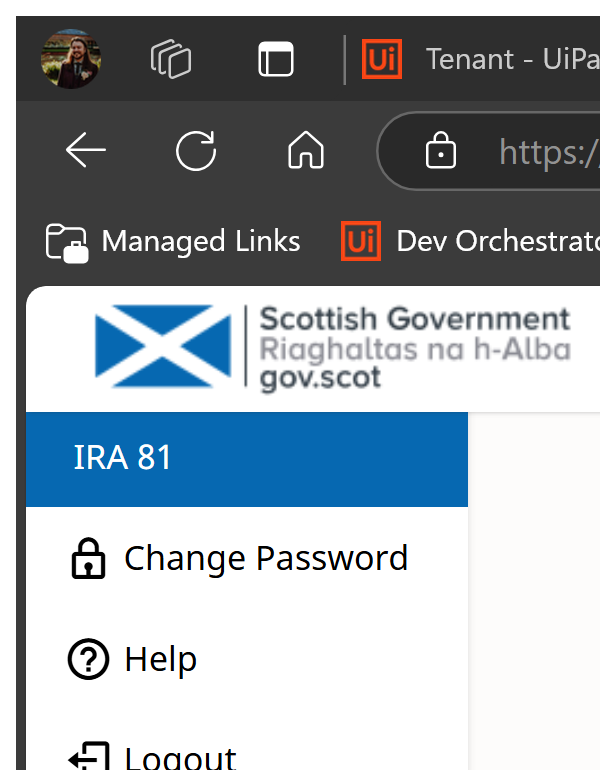 Ui Tenant - UiPa
https:/
Managed Links Ui Dev Orchestrato
Scottish Government
Riaghaltas na h-Alba
gov.scot
IRA 81
Change Password
Help
Logout